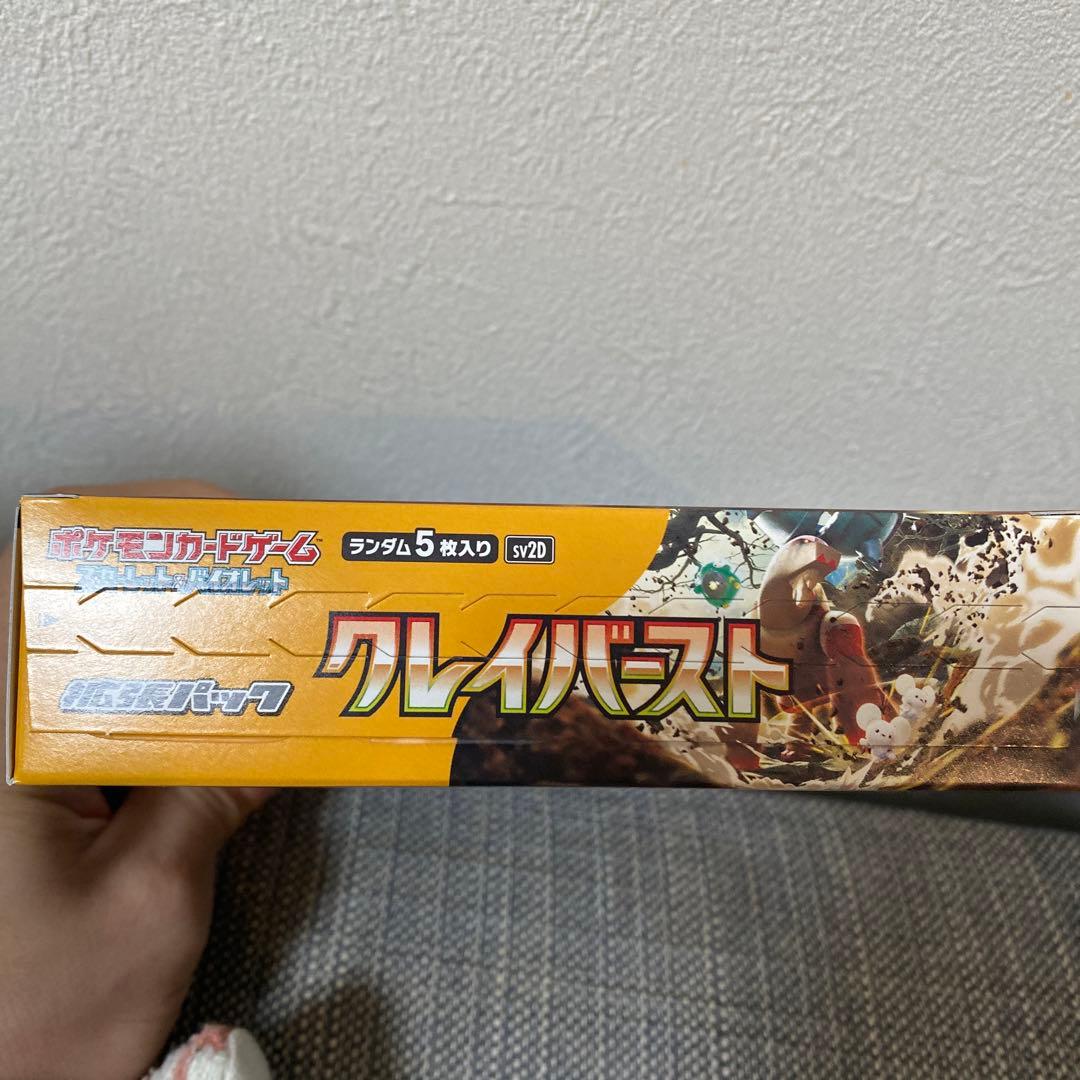 ポケモンカードゲーム
スカーレット&バイオレット
ランダム5枚入り sv2D
拡張パック
クレイバースト